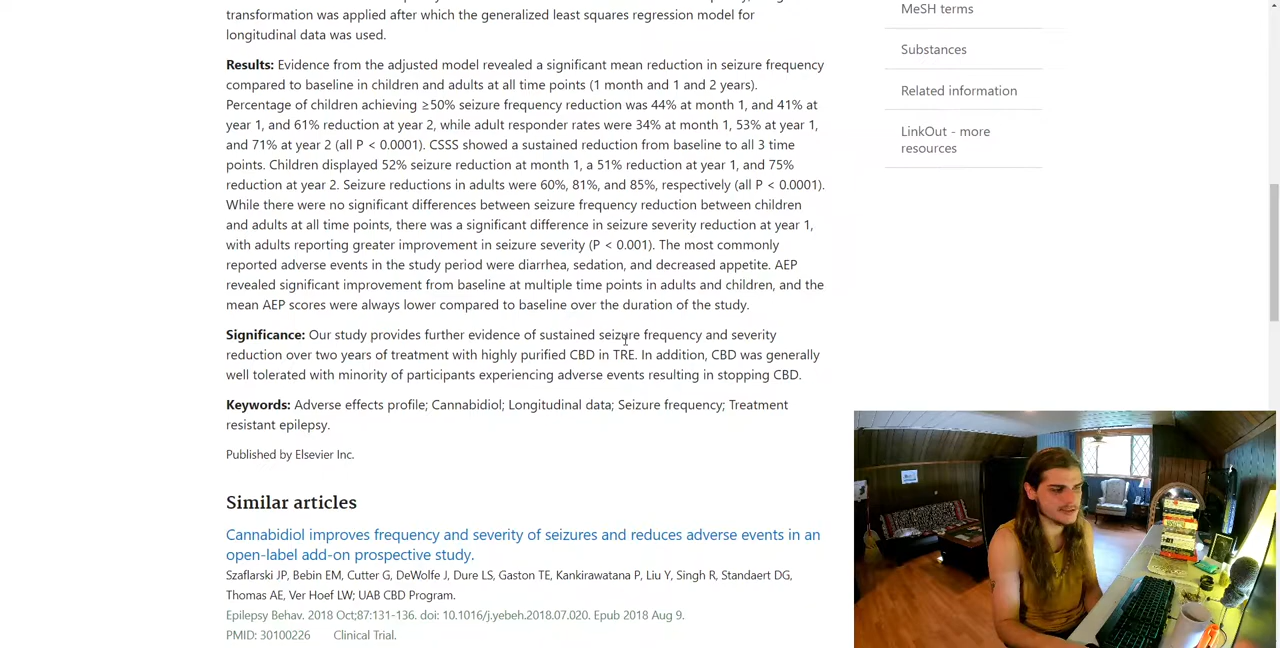 transformation was applied after which the generalized least squares regression model for
longitudinal data was used.
Results: Evidence from the adjusted model revealed a significant mean reduction in seizure frequency
compared to baseline in children and adults at all time points (1 month and 1 and 2 years).
Percentage of children achieving ≥50% seizure frequency reduction was 44% at month 1, and 41% at
year 1, and 61% reduction at year 2, while adult responder rates were 34% at month 1, 53% at year 1,
and 71% at year 2 (all P < 0.0001). CSSS showed a sustained reduction from baseline to all 3 time
points. Children displayed 52% seizure reduction at month 1, a 51% reduction at year 1, and 75%
reduction at year 2. Seizure reductions in adults were 60%, 81%, and 85%, respectively (all P < 0.0001).
While there were no significant differences between seizure frequency reduction between children
and adults at all time points, there was a significant difference in seizure severity reduction at year 1,
with adults reporting greater improvement in seizure severity (P < 0.001). The most commonly
reported adverse events in the study period were diarrhea, sedation, and decreased appetite. AEP
revealed significant improvement from baseline at multiple time points in adults and children, and the
mean AEP scores were always lower compared to baseline over the duration of the study.
Significance: Our study provides further evidence of sustained seizure frequency and severity
reduction over two years of treatment with highly purified CBD in TRE. In addition, CBD was generally
well tolerated with minority of participants experiencing adverse events resulting in stopping CBD.
Keywords: Adverse effects profile; Cannabidiol; Longitudinal data; Seizure frequency; Treatment
resistant epilepsy.
Published by Elsevier Inc.
Similar articles
Cannabidiol improves frequency and severity of seizures and reduces adverse events in an
open-label add-on prospective study.
Szaflarski JP, Bebin EM, Cutter G, DeWolfe J, Dure LS, Gaston TE, Kankirawatana P, Liu Y, Singh R, Standaert DG,
Thomas AE, Ver Hoef LW; UAB CBD Program.
Epilepsy Behav. 2018 Oct;87:131-136. doi: 10.1016/j.yebeh.2018.07.020. Epub 2018 Aug 9.
PMID: 30100226 Clinical Trial.
MeSH terms
Substances
Related information
LinkOut - more
resources